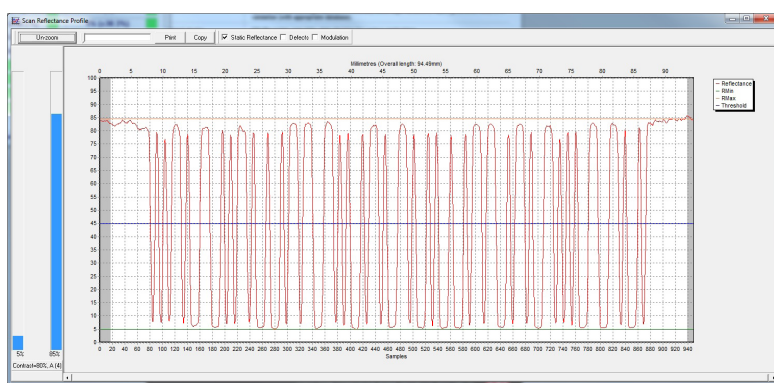 Scan Reflectance Profile
Unzoom
Print
Copy
Static Reflectance
Defects
Modulation
Millimetres (Overall length: 94.49mm)
0 5 10 15 20 25 30 35 40 45 50 55 60 65 70 75 80 85 90
100
95
90
85
80
75
70
65
60
55
50
45
40
35
30
25
20
15
10
5
0
0 20 40 60 80 100 120 140 160 180 200 220 240 260 280 300 320 340 360 380 400 420 440 460 480 500 520 540 560 580 600 620 640 660 680 700 720 740 760 780 800 820 840 860 880 900 920 940
Samples
Reflectance
RMin
RMax
Threshold
5% 85%
Contrast=80%, A (4)